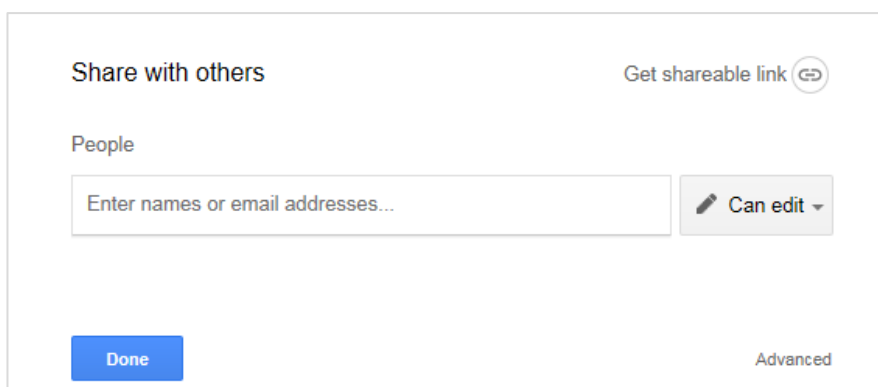 Share with others Get shareable link
People
Enter names or email addresses... Can edit
Done Advanced